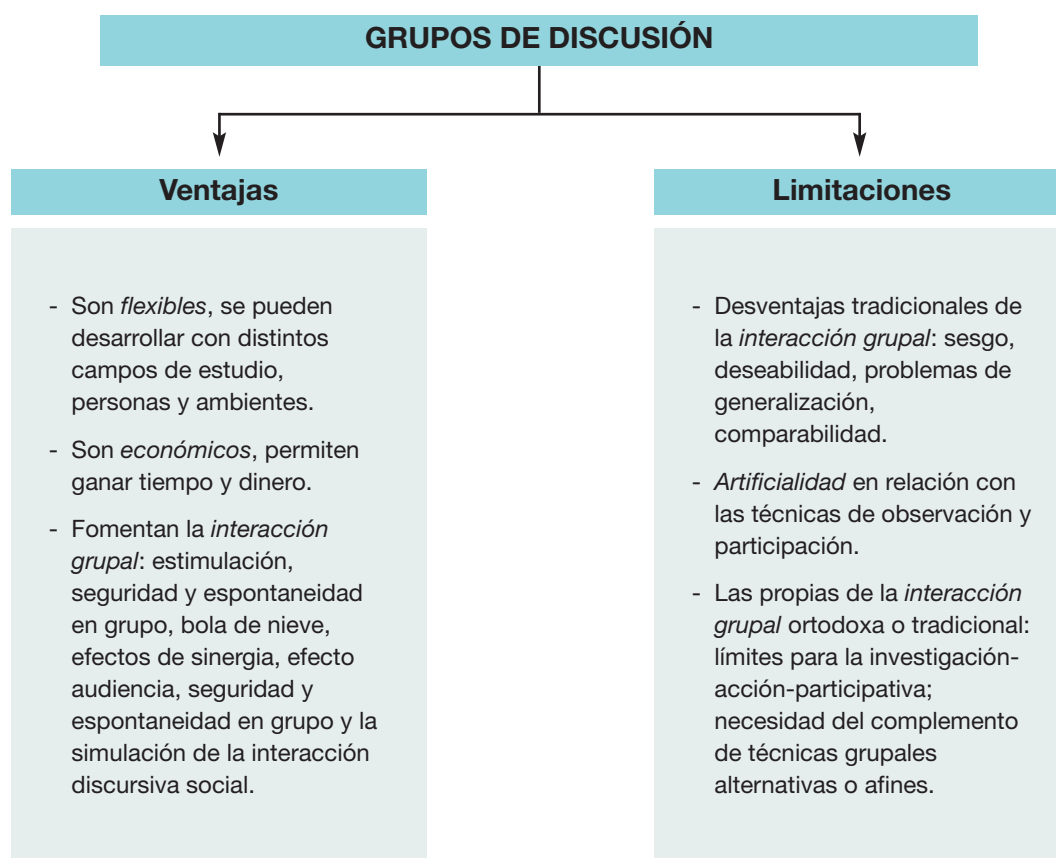 GRUPOS DE DISCUSIÓN
Ventajas
- Son flexibles, se pueden
desarrollar con distintos
campos de estudio,
personas y ambientes.
- Son económicos, permiten
ganar tiempo y dinero.
- Fomentan la interacción
grupal: estimulación,
seguridad y espontaneidad
en grupo, bola de nieve,
efectos de sinergia, efecto
audiencia, seguridad y
espontaneidad en grupo y la
simulación de la interacción
discursiva social.
Limitaciones
- Desventajas tradicionales de
la interacción grupal: sesgo,
deseabilidad, problemas de
generalización,
comparabilidad.
- Artificialidad en relación con
las técnicas de observación y
participación.
- Las propias de la interacción
grupal ortodoxa o tradicional:
límites para la investigación-
acción-participativa;
necesidad del complemento
de técnicas grupales
alternativas o afines.